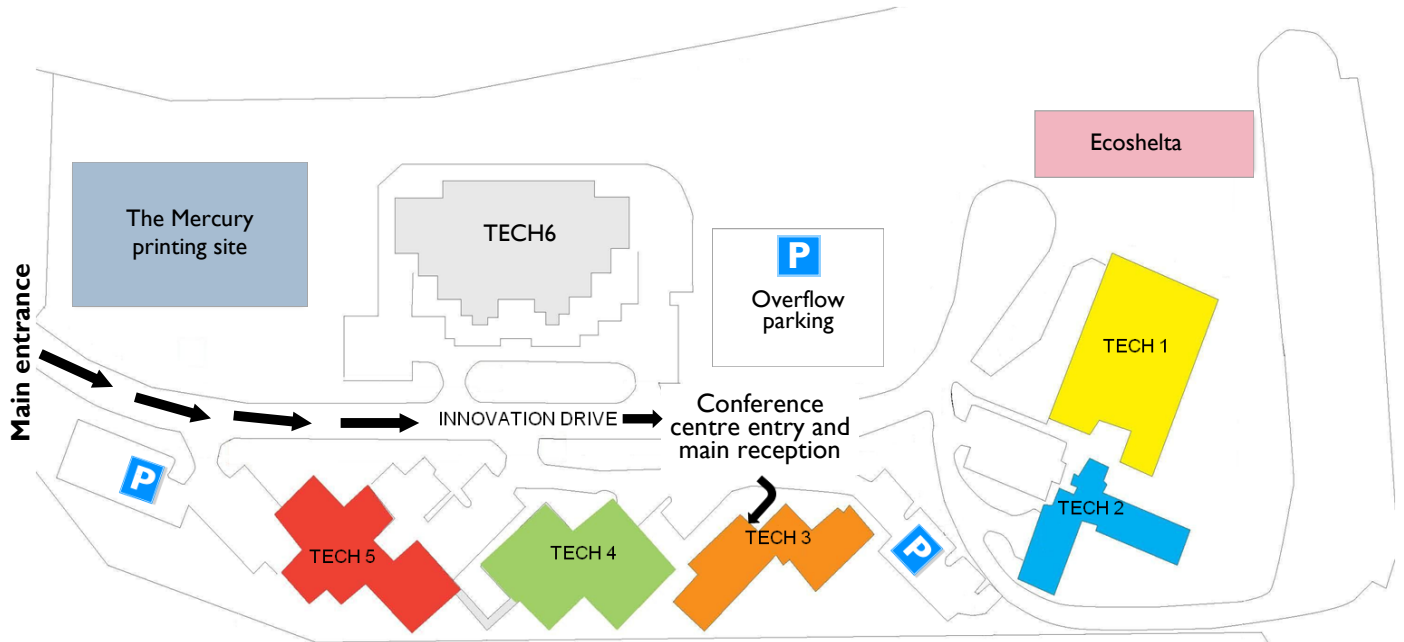 Main entrance
The Mercury
printing site
TECH6
P
Overflow
parking
Ecoshelta
TECH 1
INNOVATION DRIVE
Conference
centre entry and
main reception
P
TECH 5
TECH 4
TECH 3
P
TECH 2